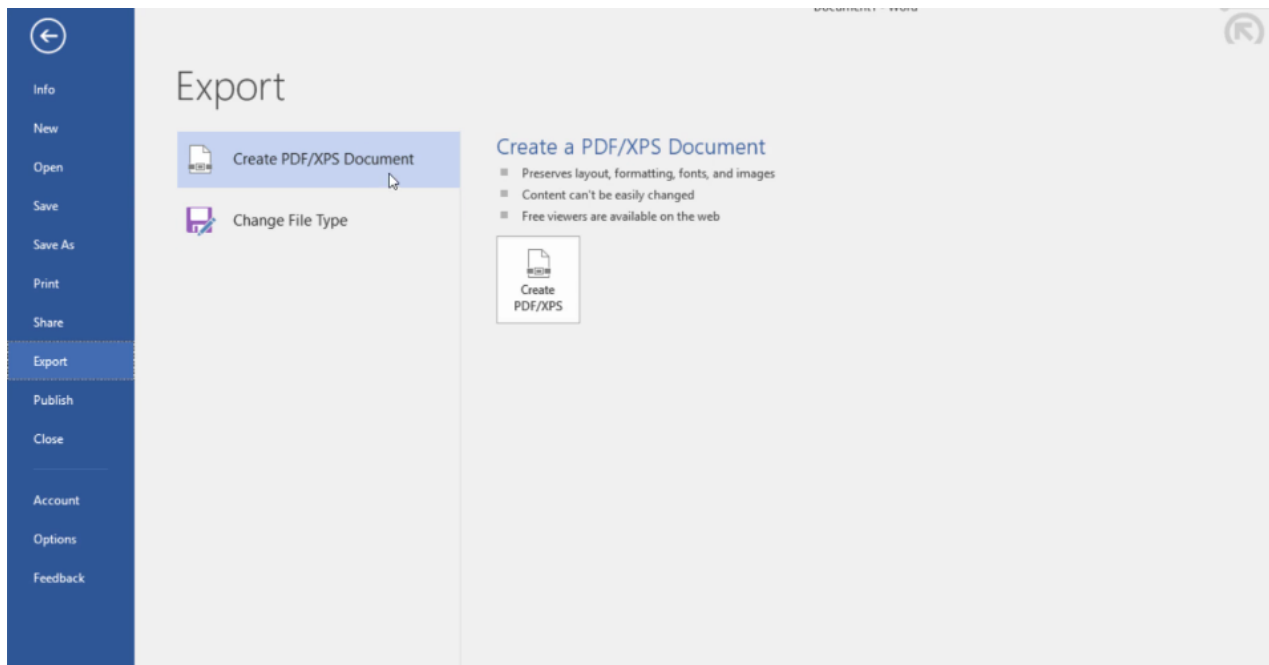 Document1 - Word
Info
New
Open
Save
Save As
Print
Share
Export
Publish
Close
Account
Options
Feedback
Export
Create PDF/XPS Document
Change File Type
Create a PDF/XPS Document
Preserves layout, formatting, fonts, and images
Content can't be easily changed
Free viewers are available on the web
Create
PDF/XPS